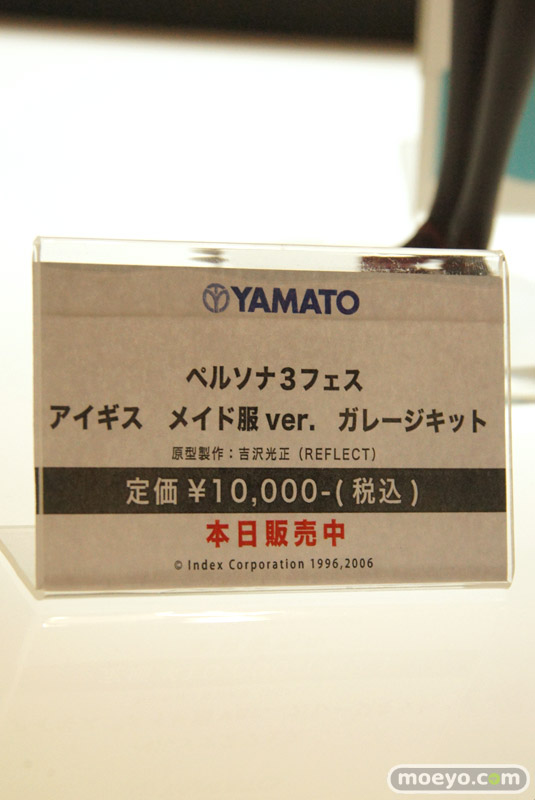 YAMATO
ペルソナ3フェス
アイギス　メイド服 ver.　ガレージキット
原型製作：吉沢光正（REFLECT）
定価 ¥10,000-(税込)
本日販売中
© Index Corporation 1996,2006
moeyo.com